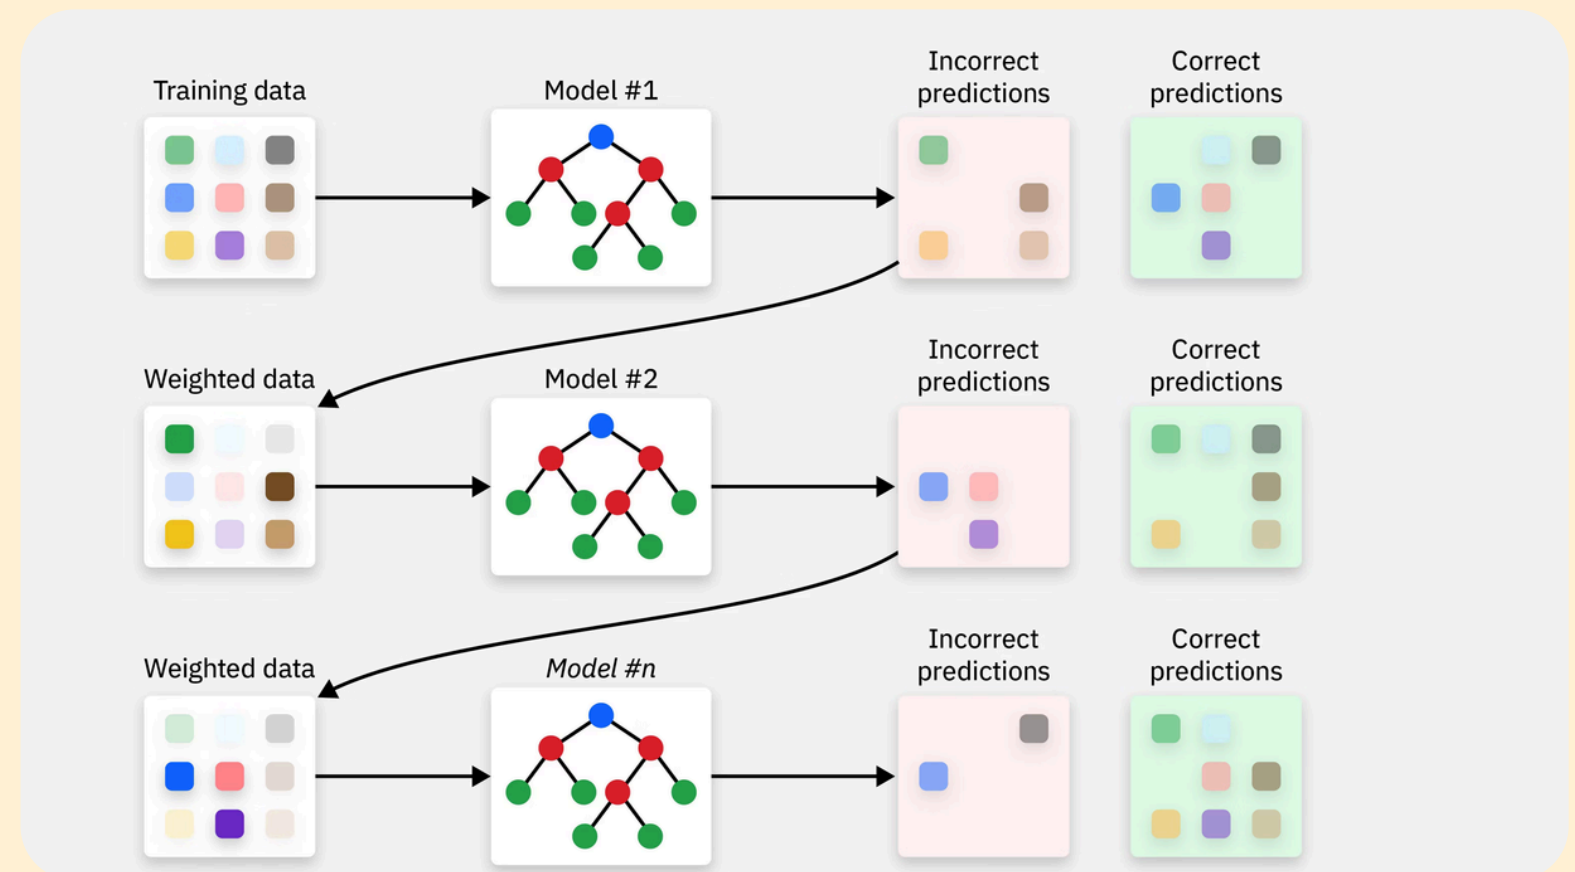 Training data
Model #1
Incorrect
predictions
Correct
predictions
Weighted data
Model #2
Incorrect
predictions
Correct
predictions
Weighted data
Model #n
Incorrect
predictions
Correct
predictions